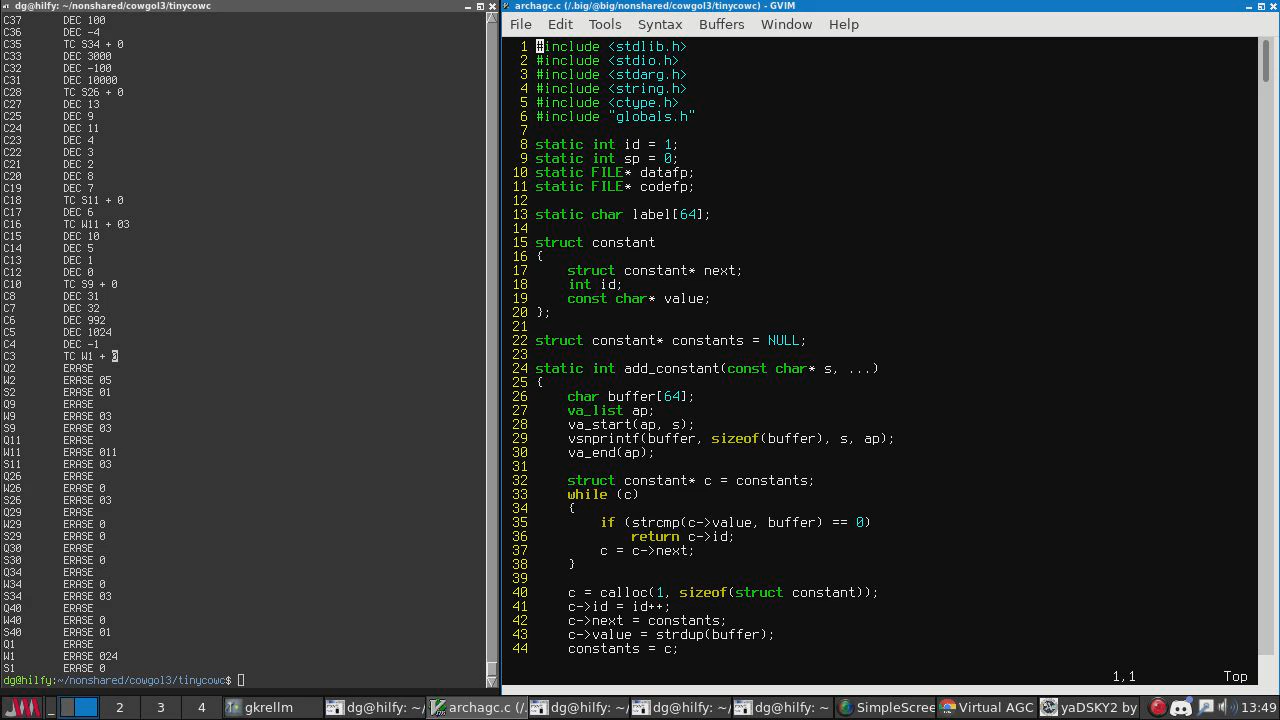 dg@hilfy: ~/nonshared/cowgol3/tinycowc
C37 DEC 100
C36 DEC -4
C35 TC S34 + 0
C33 DEC 3000
C32 DEC -100
C31 DEC 10000
C28 TC S26 + 0
C27 DEC 13
C25 DEC 9
C24 DEC 11
C23 DEC 4
C22 DEC 3
C21 DEC 2
C20 DEC 8
C19 DEC 7
C18 TC S11 + 0
C17 DEC 6
C16 TC W11 + 03
C15 DEC 10
C14 DEC 5
C13 DEC 1
C12 DEC 0
C10 TC S9 + 0
C8 DEC 31
C7 DEC 32
C6 DEC 992
C5 DEC 1024
C4 DEC -1
C3 TC W1 + 0
Q2 ERASE
W2 ERASE 05
S2 ERASE 01
Q9 ERASE
W9 ERASE 03
S9 ERASE 03
Q11 ERASE
W11 ERASE 011
S11 ERASE 03
Q26 ERASE
W26 ERASE 0
S26 ERASE 03
Q29 ERASE
W29 ERASE 0
S29 ERASE 0
Q30 ERASE
S30 ERASE 0
Q34 ERASE
W34 ERASE 0
S34 ERASE 03
Q40 ERASE
W40 ERASE 0
S40 ERASE 01
Q1 ERASE
W1 ERASE 024
S1 ERASE 0
dg@hilfy:~/nonshared/cowgol3/tinycowc$
archagc.c (.big/@big/nonshared/cowgol3/tinycowc) - GVIM
File Edit Tools Syntax Buffers Window Help
1 #include <stdlib.h>
2 #include <stdio.h>
3 #include <stdarg.h>
4 #include <string.h>
5 #include <ctype.h>
6 #include "globals.h"
7
8 static int id = 1;
9 static int sp = 0;
10 static FILE* datafp;
11 static FILE* codefp;
12
13 static char label[64];
14
15 struct constant
16 {
17 struct constant* next;
18 int id;
19 const char* value;
20 };
21
22 struct constant* constants = NULL;
23
24 static int add_constant(const char* s, ...)
25 {
26 char buffer[64];
27 va_list ap;
28 va_start(ap, s);
29 vsnprintf(buffer, sizeof(buffer), s, ap);
30 va_end(ap);
31
32 struct constant* c = constants;
33 while (c)
34 {
35 if (strcmp(c->value, buffer) == 0)
36 return c->id;
37 c = c->next;
38 }
39
40 c = calloc(1, sizeof(struct constant));
41 c->id = id++;
42 c->next = constants;
43 c->value = strdup(buffer);
44 constants = c;
1,1 Top
2 3 4 gkrellm dg@hilfy: ~/ archagc.c (/. dg@hilfy: ~/ dg@hilfy: ~/ dg@hilfy: ~/ SimpleScree Virtual AGC yaDSKY2 by 13:49